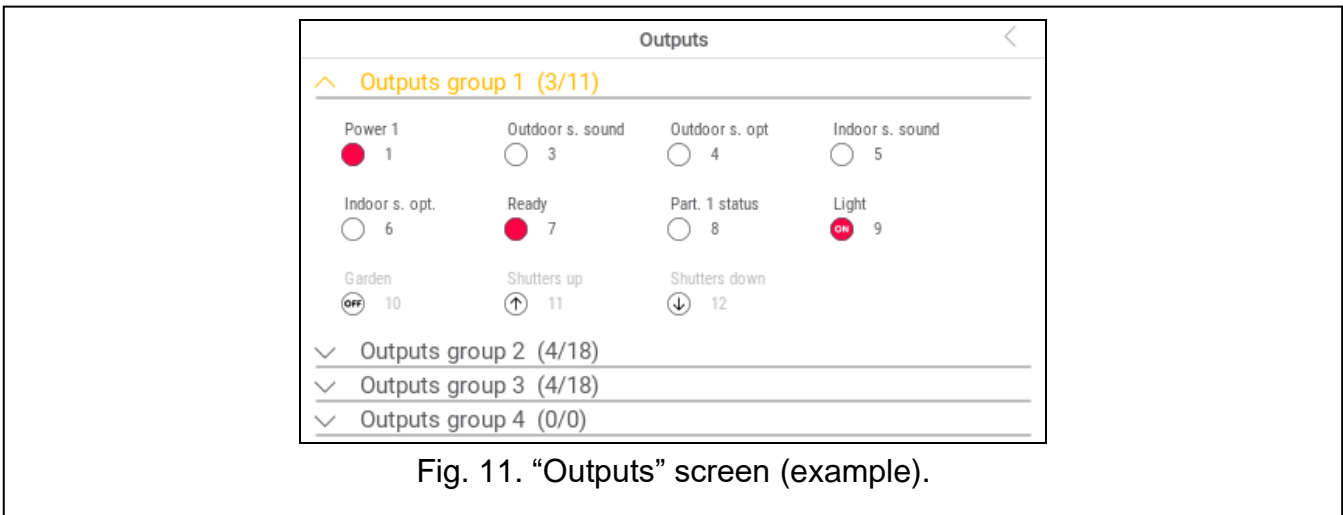 Outputs
Outputs group 1 (3/11)
Power 1 Outdoor s. sound Outdoor s. opt Indoor s. sound
1 3 4 5
Indoor s. opt. Ready Part. 1 status Light
6 7 8 ON 9
Garden Shutters up Shutters down
OFF 10 11 12
Outputs group 2 (4/18)
Outputs group 3 (4/18)
Outputs group 4 (0/0)
Fig. 11. “Outputs” screen (example).